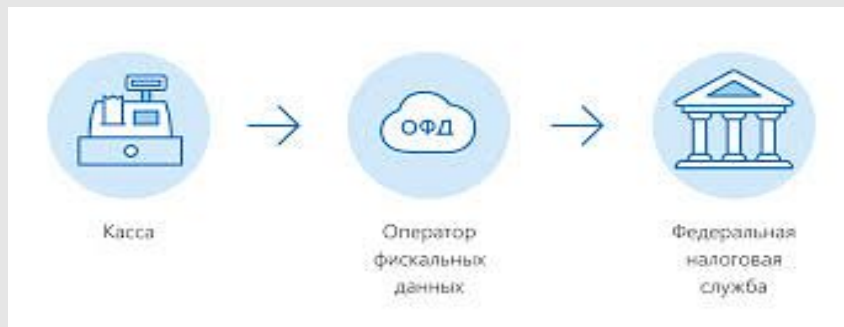 ОФД
Касса
Оператор
фискальных
данных
Федеральная
налоговая
служба